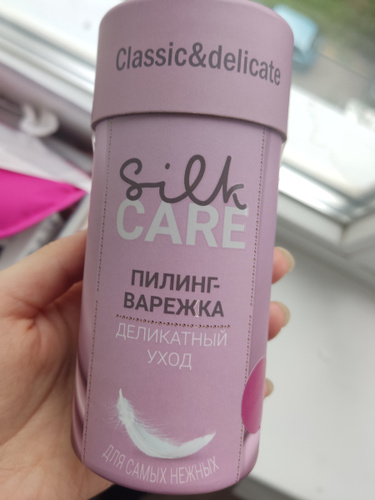 Classic&delicate
silk
CARE
ПИЛИНГ-
ВАРЕЖКА
ДЕЛИКАТНЫЙ
УХОД
ДЛЯ САМЫХ НЕЖНЫХ